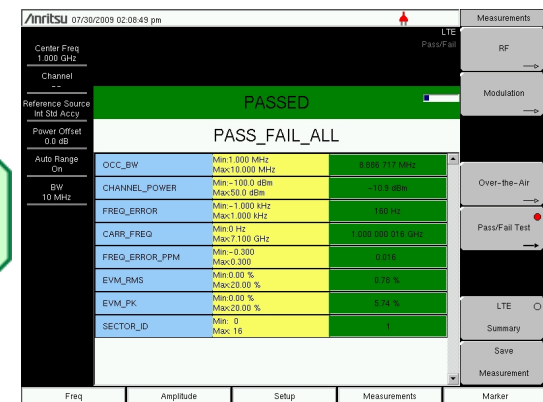 Anritsu 07/30/2009 02:08:49 pm
Measurements
LTE
Pass/Fail
Center Freq
1.000 GHz
Channel
--
Reference Source
Int Std Accy
Power Offset
0.0 dB
Auto Range
On
BW
10 MHz
PASSED
PASS_FAIL_ALL
OCC_BW Min:1.000 MHz Max:10.000 MHz 8.686 717 MHz
CHANNEL_POWER Min:-100.0 dBm Max:50.0 dBm -10.9 dBm
FREQ_ERROR Min:-1.000 kHz Max:1.000 kHz 160 Hz
CARR_FREQ Min:0 Hz Max:7.100 GHz 1.000 000 016 GHz
FREQ_ERROR_PPM Min:-0.300 Max:0.300 0.016
EVM_RMS Min:0.00 % Max:20.00 % 0.78 %
EVM_PK Min:0.00 % Max:20.00 % 5.74 %
SECTOR_ID Min: 0 Max: 16 1
RF
Modulation
Over-the-Air
Pass/Fail Test
LTE
Summary
Save
Measurement
Freq Amplitude Setup Measurements Marker